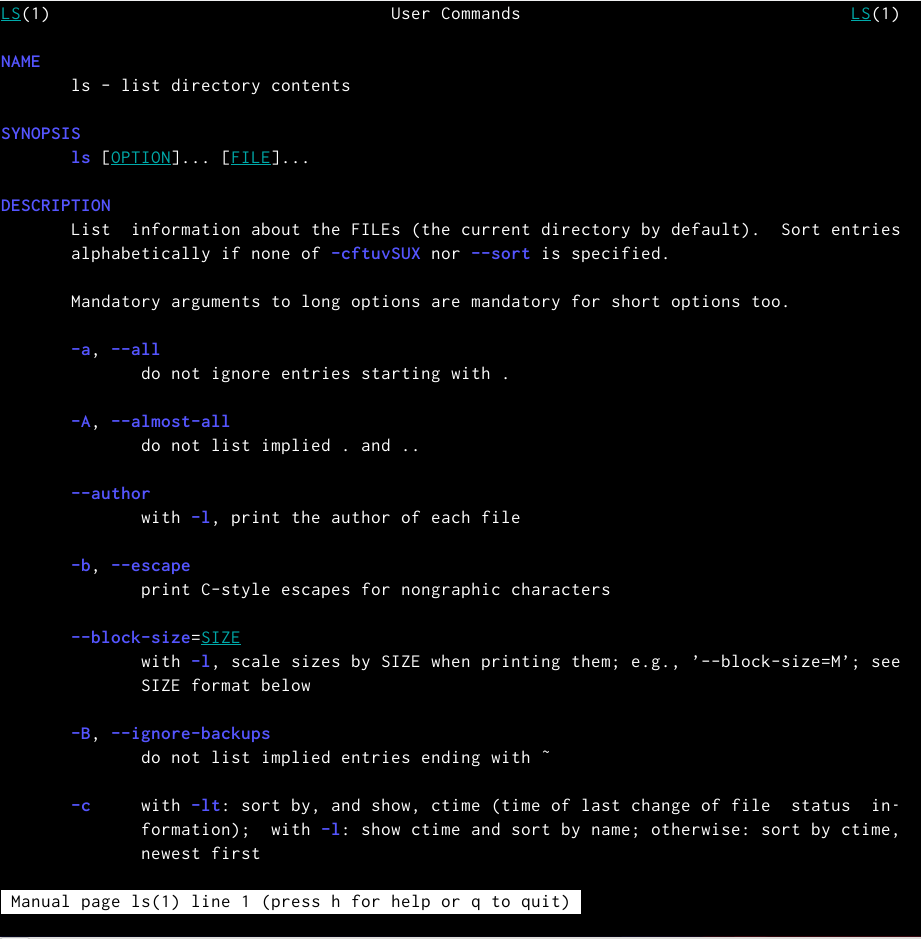 LS(1) User Commands LS(1)
NAME
ls - list directory contents
SYNOPSIS
ls [OPTION]... [FILE]...
DESCRIPTION
List information about the FILEs (the current directory by default). Sort entries
alphabetically if none of -cftuvSUX nor --sort is specified.
Mandatory arguments to long options are mandatory for short options too.
-a, --all
do not ignore entries starting with .
-A, --almost-all
do not list implied . and ..
--author
with -l, print the author of each file
-b, --escape
print C-style escapes for nongraphic characters
--block-size=SIZE
with -l, scale sizes by SIZE when printing them; e.g., ’--block-size=M’; see
SIZE format below
-B, --ignore-backups
do not list implied entries ending with ~
-c with -lt: sort by, and show, ctime (time of last change of file status in-
formation); with -l: show ctime and sort by name; otherwise: sort by ctime,
newest first
Manual page ls(1) line 1 (press h for help or q to quit)